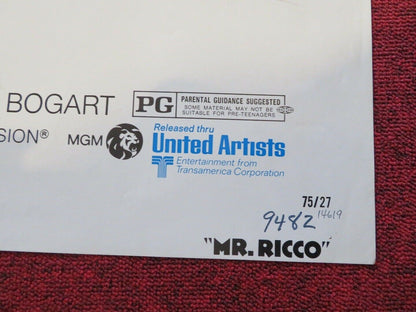 BOGART
PG PARENTAL GUIDANCE SUGGESTED
SOME MATERIAL MAY NOT BE
SUITABLE FOR PRE-TEENAGERS
SION® MGM
Released thru
United Artists
Entertainment from
Transamerica Corporation
75/27
9482 14619
"MR. RICCO"